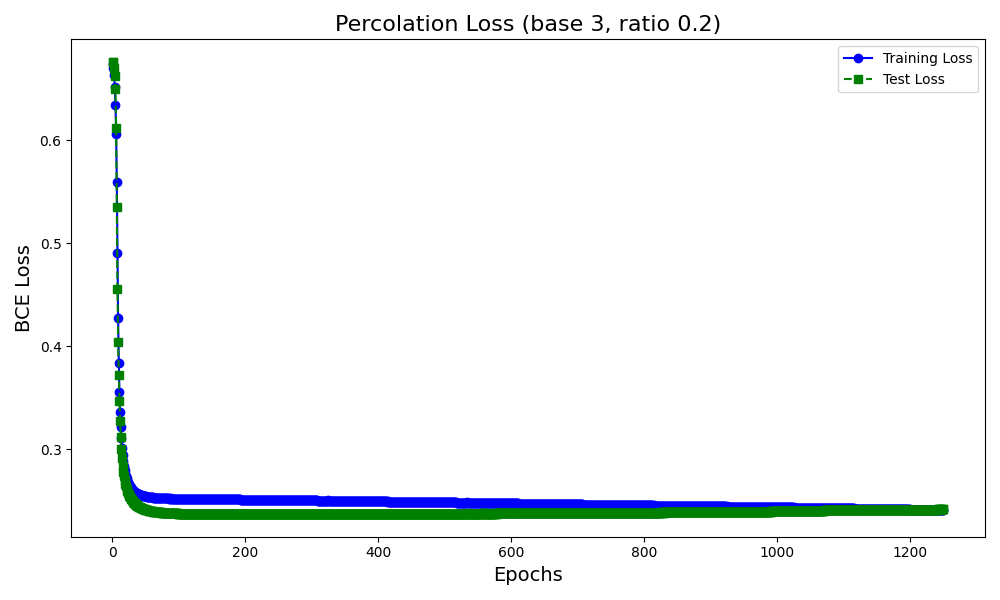 Percolation Loss (base 3, ratio 0.2)
Training Loss
Test Loss
0.6
0.5
0.4
0.3
BCE Loss
0
200
400
600
800
1000
1200
Epochs